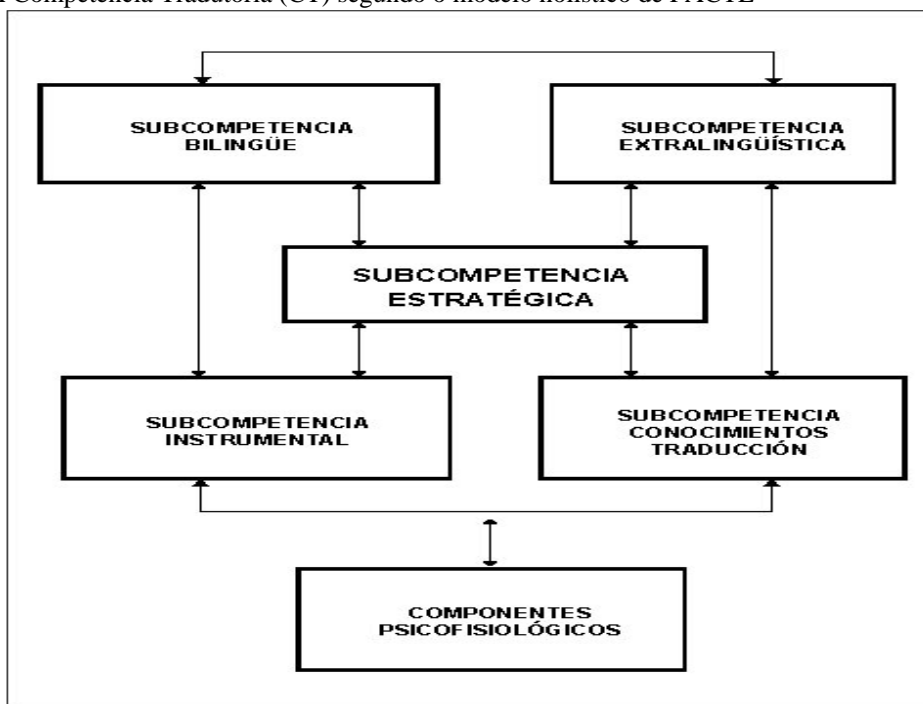 Competência Tradutória (CT) segundo o modelo holístico de PACTE
SUBCOMPETENCIA
BILINGÜE
SUBCOMPETENCIA
EXTRALINGÜÍSTICA
SUBCOMPETENCIA
ESTRATÉGICA
SUBCOMPETENCIA
INSTRUMENTAL
SUBCOMPETENCIA
CONOCIMIENTOS
TRADUCCIÓN
COMPONENTES
PSICOFISIOLÓGICOS